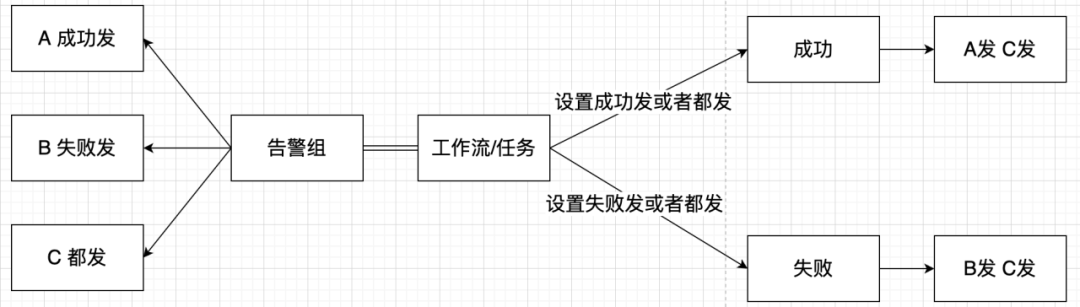 A 成功发
B 失败发
C 都发
告警组
工作流/任务
设置成功发或者都发
设置失败发或者都发
成功
A发 C发
失败
B发 C发